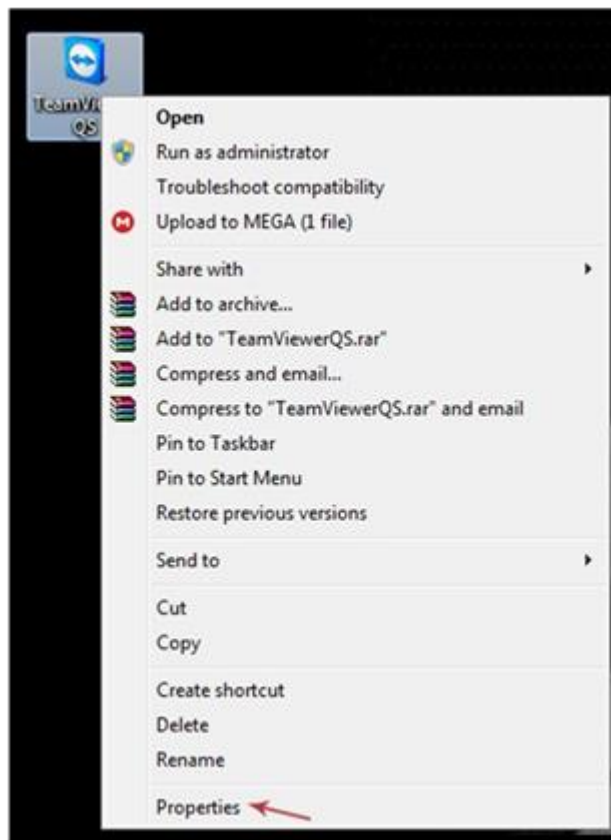 TeamVi
QS
Open
Run as administrator
Troubleshoot compatibility
Upload to MEGA (1 file)
Share with
Add to archive...
Add to "TeamViewerQS.rar"
Compress and email...
Compress to "TeamViewerQS.rar" and email
Pin to Taskbar
Pin to Start Menu
Restore previous versions
Send to
Cut
Copy
Create shortcut
Delete
Rename
Properties